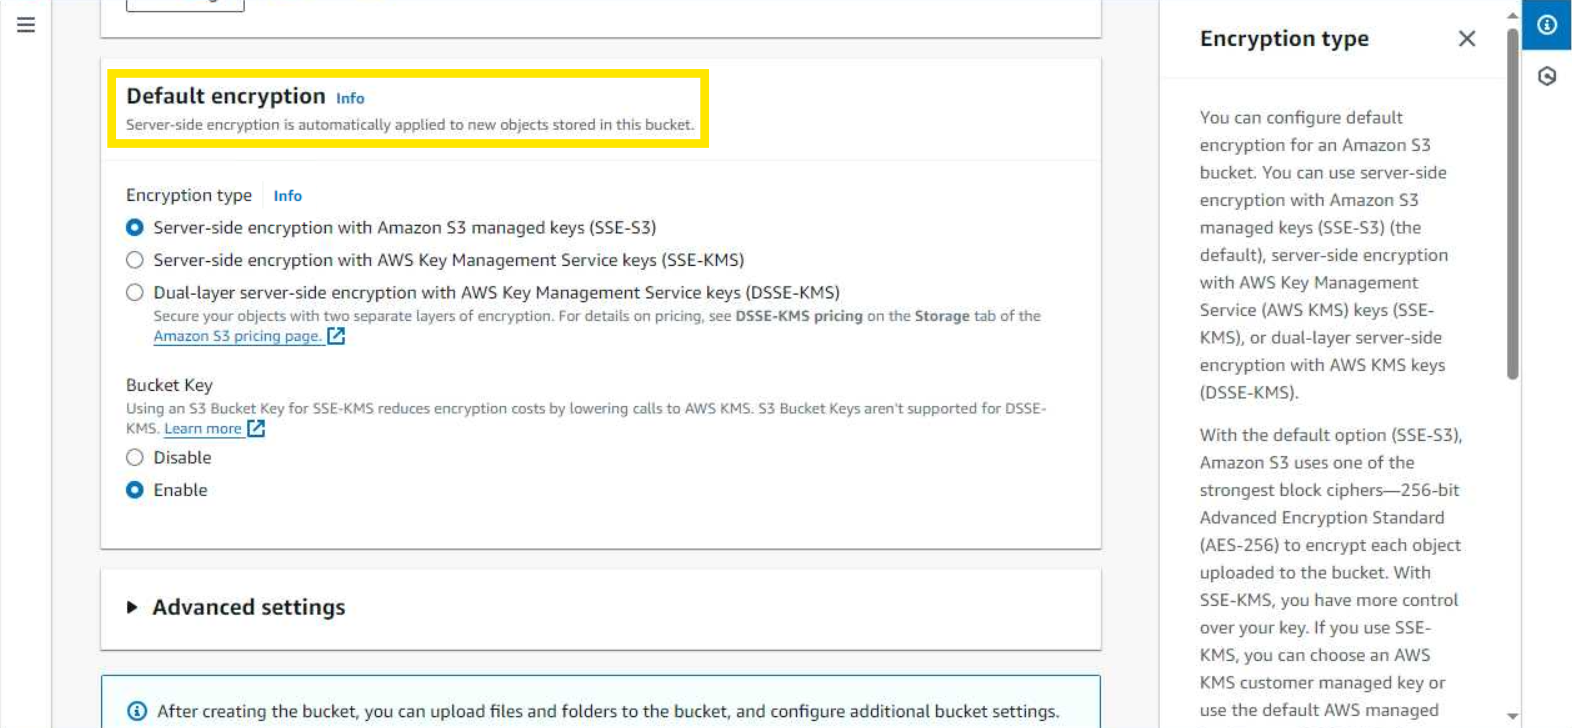 Default encryption Info
Server-side encryption is automatically applied to new objects stored in this bucket.
Encryption type Info
Server-side encryption with Amazon S3 managed keys (SSE-S3)
Server-side encryption with AWS Key Management Service keys (SSE-KMS)
Dual-layer server-side encryption with AWS Key Management Service keys (DSSE-KMS)
Secure your objects with two separate layers of encryption. For details on pricing, see DSSE-KMS pricing on the Storage tab of the
Amazon S3 pricing page.
Bucket Key
Using an S3 Bucket Key for SSE-KMS reduces encryption costs by lowering calls to AWS KMS. S3 Bucket Keys aren't supported for DSSE-
KMS. Learn more
Disable
Enable
Advanced settings
After creating the bucket, you can upload files and folders to the bucket, and configure additional bucket settings.
Encryption type
You can configure default
encryption for an Amazon S3
bucket. You can use server-side
encryption with Amazon S3
managed keys (SSE-S3) (the
default), server-side encryption
with AWS Key Management
Service (AWS KMS) keys (SSE-
KMS), or dual-layer server-side
encryption with AWS KMS keys
(DSSE-KMS).
With the default option (SSE-S3),
Amazon S3 uses one of the
strongest block ciphers—256-bit
Advanced Encryption Standard
(AES-256) to encrypt each object
uploaded to the bucket. With
SSE-KMS, you have more control
over your key. If you use SSE-
KMS, you can choose an AWS
KMS customer managed key or
use the default AWS managed